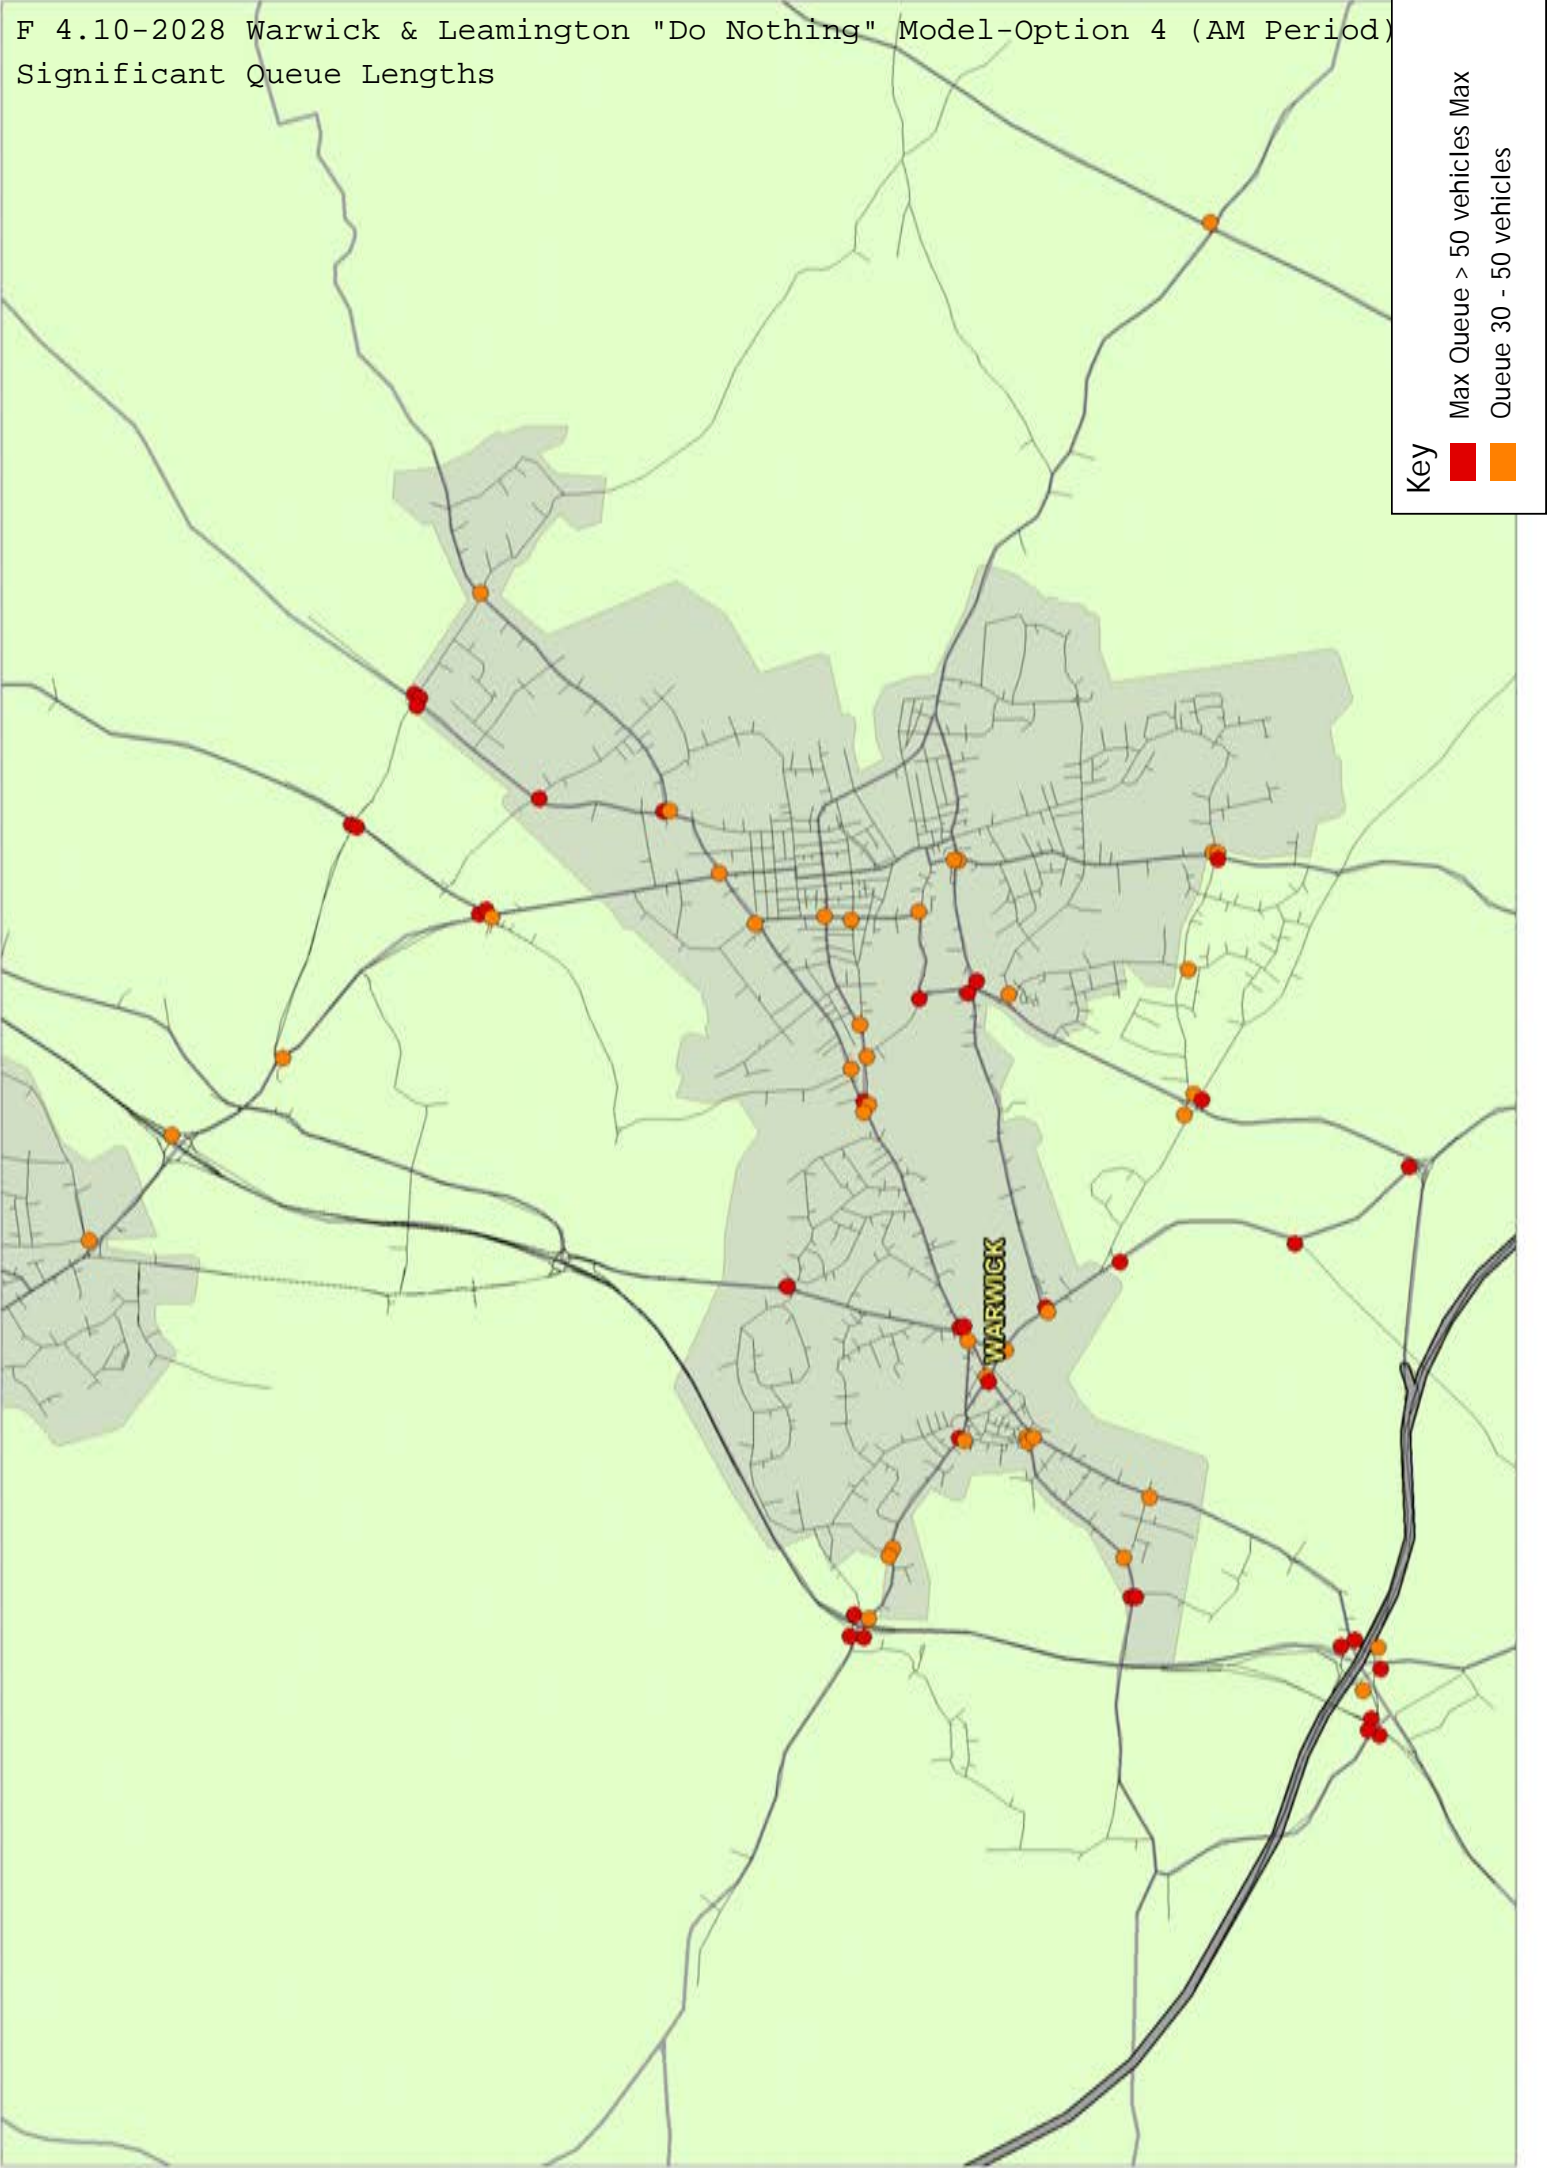 F 4.10-2028 Warwick & Leamington "Do Nothing" Model-Option 4 (AM Period)
Significant Queue Lengths
Key
Max Queue > 50 vehicles Max
Queue 30 - 50 vehicles
WARWICK